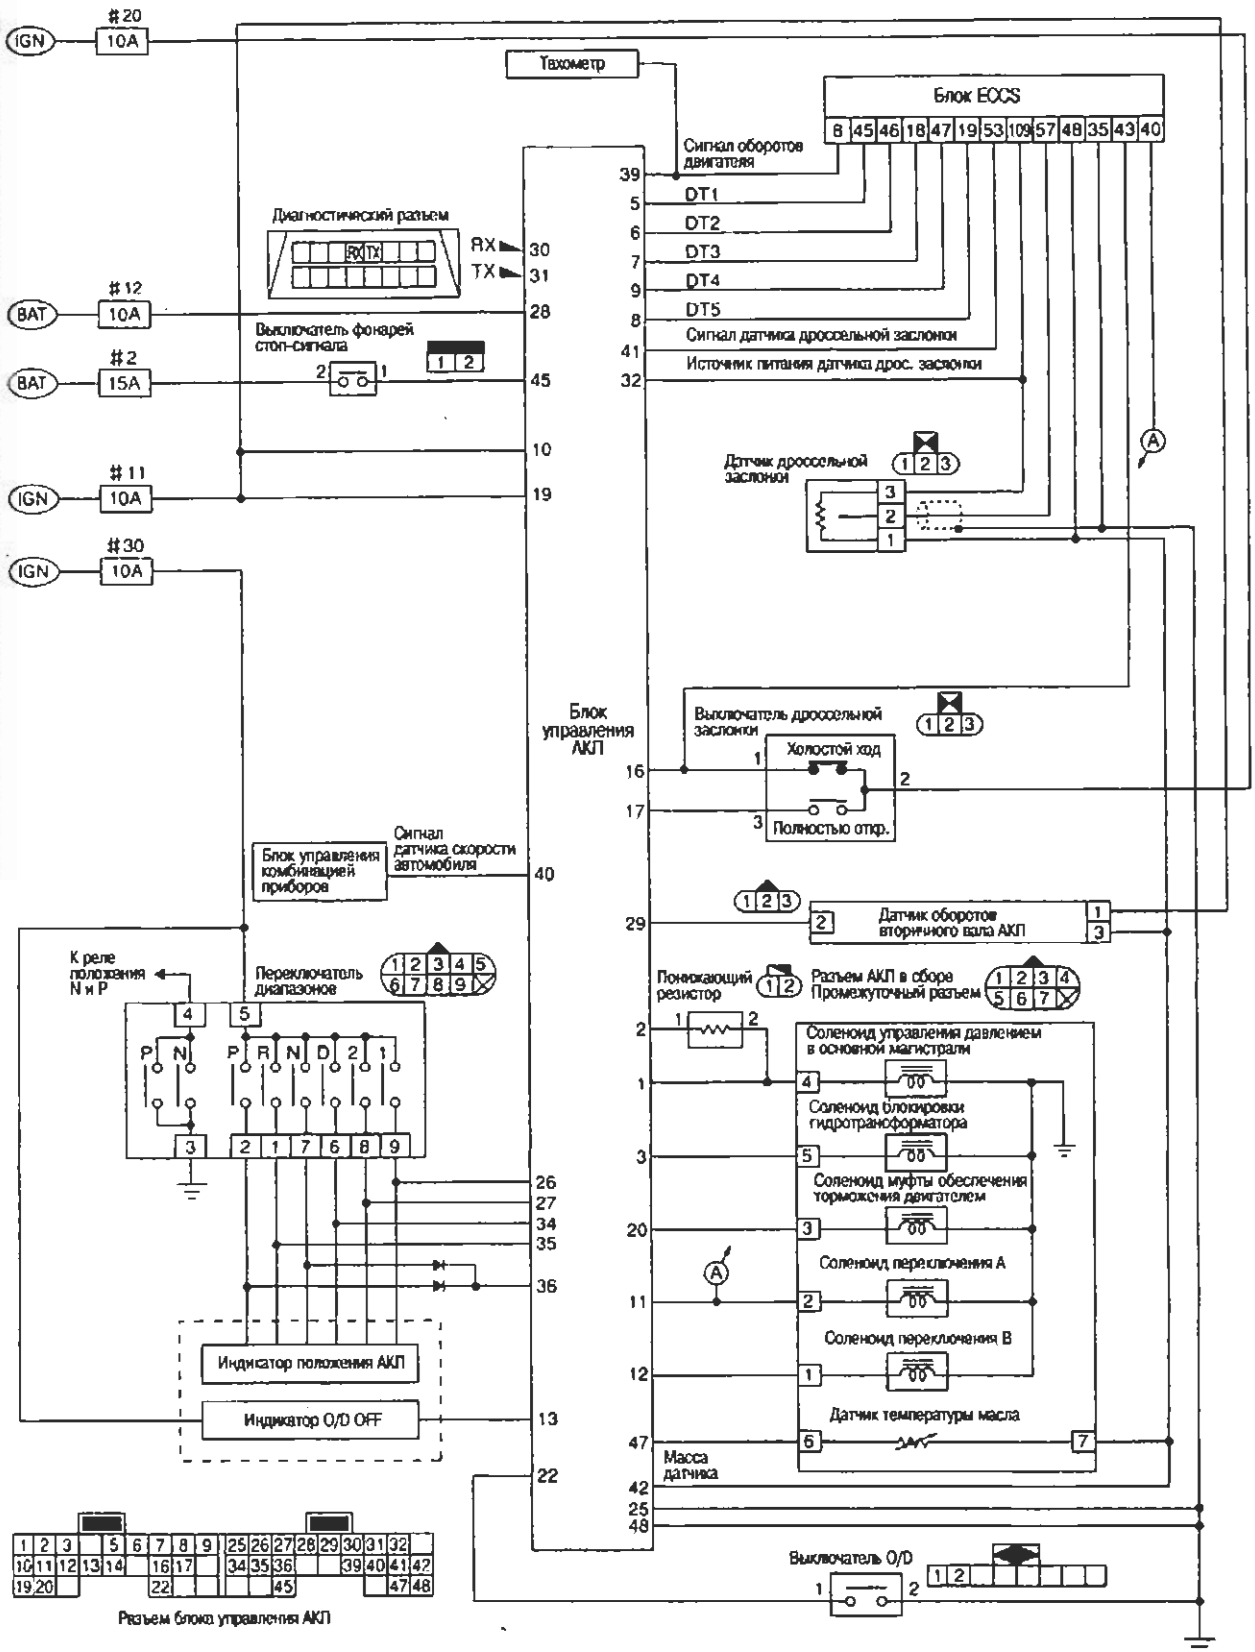 #20
IGN
10A
Тахометр
Блок ECCS
8 45 46 18 47 19 53 109 57 48 35 43 40
Сигнал оборотов
двигателя
39
DT1
5
DT2
6
DT3
7
DT4
9
DT5
8
Сигнал датчика дроссельной заслонки
41
Источник питания датчика дрос. заслонки
32
Диагностический разъем
RX TX
RX
30
TX
31
#12
BAT
10A
28
Выключатель фонарей
стоп-сигнала
1 2
#2
BAT
15A
2
1
45
10
#11
IGN
10A
19
A
Датчик дроссельной
заслонки
1 2 3
3
2
1
#30
IGN
10A
Блок
управления
АКП
Выключатель дроссельной
заслонки
1 2 3
Холостой ход
16
1
2
17
3
Полностью откр.
Блок управления
комбинацией
приборов
Сигнал
датчика скорости
автомобиля
40
1 2 3
29
2
Датчик оборотов
вторичного вала АКП
1
3
К реле
положения
N и P
Переключатель
диапазонов
1 2 3 4 5
6 7 8 9
4
5
P N P R N D 2 1
3 2 1 7 6 8 9
Понижающий
резистор
1 2
Разъем АКП в сборе
Промежуточный разъем
1 2 3 4
5 6 7
2
1
2
Соленоид управления давлением
в основной магистрали
1
4
Соленоид блокировки
гидротрансформатора
3
5
Соленоид муфты обеспечения
торможения двигателем
20
3
A
Соленоид переключения А
11
2
Соленоид переключения В
12
1
Датчик температуры масла
47
6
7
Масса
датчика
42
25
48
26
27
34
35
36
Индикатор положения АКП
Индикатор O/D OFF
13
22
1 2 3 5 6 7 8 9 25 26 27 28 29 30 31 32
10 11 12 13 14 16 17 34 35 36 39 40 41 42
19 20 22 45 47 48
Разъем блока управления АКП
Выключатель O/D
1 2
1
2